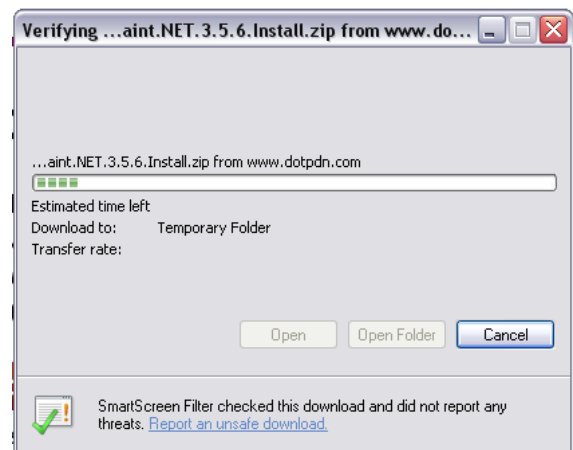 Verifying ...aint.NET.3.5.6.Install.zip from www.do...
...aint.NET.3.5.6.Install.zip from www.dotpdn.com
Estimated time left
Download to: Temporary Folder
Transfer rate:
Open Open Folder Cancel
SmartScreen Filter checked this download and did not report any
threats. Report an unsafe download.